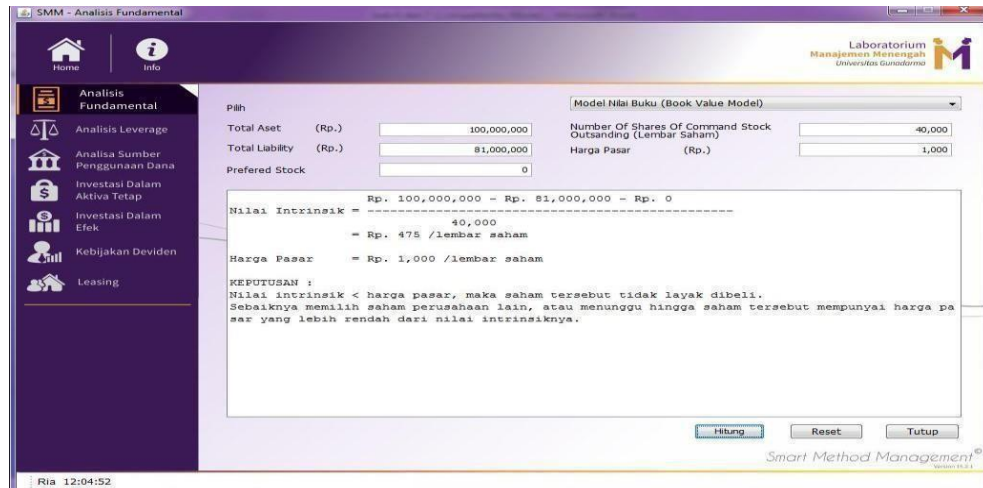 SMM - Analisis Fundamental
Home
Info
Laboratorium
Manajemen Menengah
Universitas Gunadarma
Analisis
Fundamental
Analisis Leverage
Analisa Sumber
Penggunaan Dana
Investasi Dalam
Aktiva Tetap
Investasi Dalam
Efek
Kebijakan Deviden
Leasing
Pilih
Model Nilai Buku (Book Value Model)
Total Aset (Rp.) 100,000,000
Number Of Shares Of Command Stock
Outsanding (Lembar Saham) 40,000
Total Liability (Rp.) 81,000,000
Harga Pasar (Rp.) 1,000
Prefered Stock 0
Rp. 100,000,000 - Rp. 81,000,000 - Rp. 0
Nilai Intrinsik = --------------------------------------------------
40,000
= Rp. 475 /lembar saham
Harga Pasar = Rp. 1,000 /lembar saham
KEPUTUSAN :
Nilai intrinsik < harga pasar, maka saham tersebut tidak layak dibeli.
Sebaiknya memilih saham perusahaan lain, atau menunggu hingga saham tersebut mempunyai harga pa
sar yang lebih rendah dari nilai intrinsiknya.
Hitung
Reset
Tutup
Smart Method Management©
Ria 12:04:52